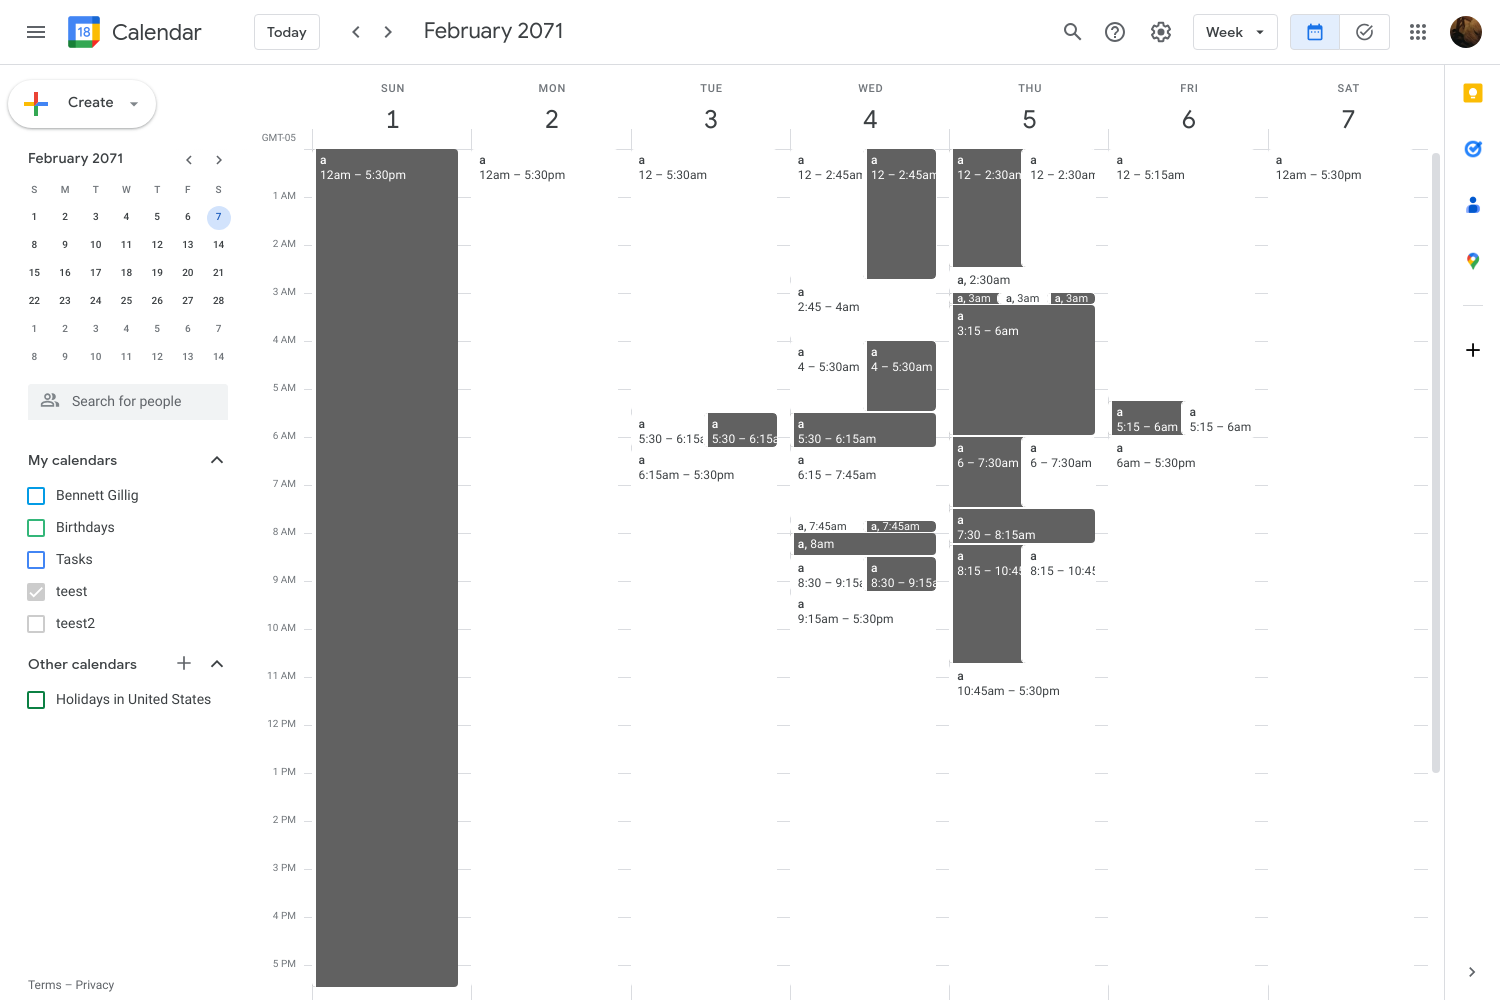 18 Calendar Today February 2071 Week
Create
February 2071
S M T W T F S
1 2 3 4 5 6 7
8 9 10 11 12 13 14
15 16 17 18 19 20 21
22 23 24 25 26 27 28
1 2 3 4 5 6 7
8 9 10 11 12 13 14
Search for people
My calendars
Bennett Gillig
Birthdays
Tasks
teest
teest2
Other calendars
Holidays in United States
Terms – Privacy
SUN MON TUE WED THU FRI SAT
1 2 3 4 5 6 7
GMT-05
1 AM
2 AM
3 AM
4 AM
5 AM
6 AM
7 AM
8 AM
9 AM
10 AM
11 AM
12 PM
1 PM
2 PM
3 PM
4 PM
5 PM
a
12am – 5:30pm
a
12am – 5:30pm
a
12 – 5:30am
a
5:30 – 6:15a
a
5:30 – 6:15a
a
6:15am – 5:30pm
a
12 – 2:45am
a
12 – 2:45am
a
2:45 – 4am
a
4 – 5:30am
a
4 – 5:30am
a
5:30 – 6:15am
a
6:15 – 7:45am
a, 7:45am
a, 7:45am
a, 8am
a
8:30 – 9:15a
a
8:30 – 9:15a
a
9:15am – 5:30pm
a
12 – 2:30am
a
12 – 2:30am
a, 2:30am
a, 3am
a, 3am
a, 3am
a
3:15 – 6am
a
6 – 7:30am
a
6 – 7:30am
a
7:30 – 8:15am
a
8:15 – 10:45
a
8:15 – 10:45
a
10:45am – 5:30pm
a
12 – 5:15am
a
5:15 – 6am
a
5:15 – 6am
a
6am – 5:30pm
a
12am – 5:30pm